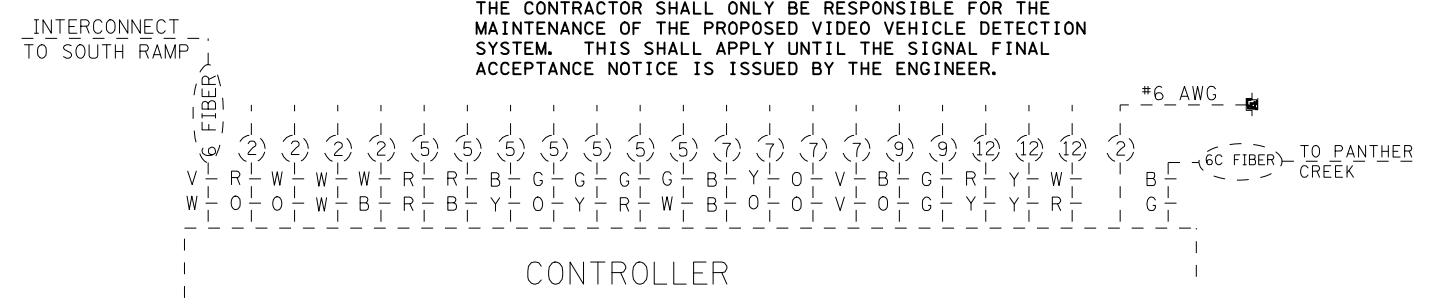 THE CONTRACTOR SHALL ONLY BE RESPONSIBLE FOR THE
MAINTENANCE OF THE PROPOSED VIDEO VEHICLE DETECTION
SYSTEM. THIS SHALL APPLY UNTIL THE SIGNAL FINAL
ACCEPTANCE NOTICE IS ISSUED BY THE ENGINEER.
INTERCONNECT
TO SOUTH RAMP
6 FIBER
#6 AWG
2 2 2 2 5 5 5 5 5 5 5 7 7 7 7 9 9 12 12 12 2
6C FIBER
TO PANTHER
CREEK
V R W W W R R B G G G G B Y O V B G R Y W B
W O O W B R B Y O Y R W B O O V O G Y Y R G
CONTROLLER